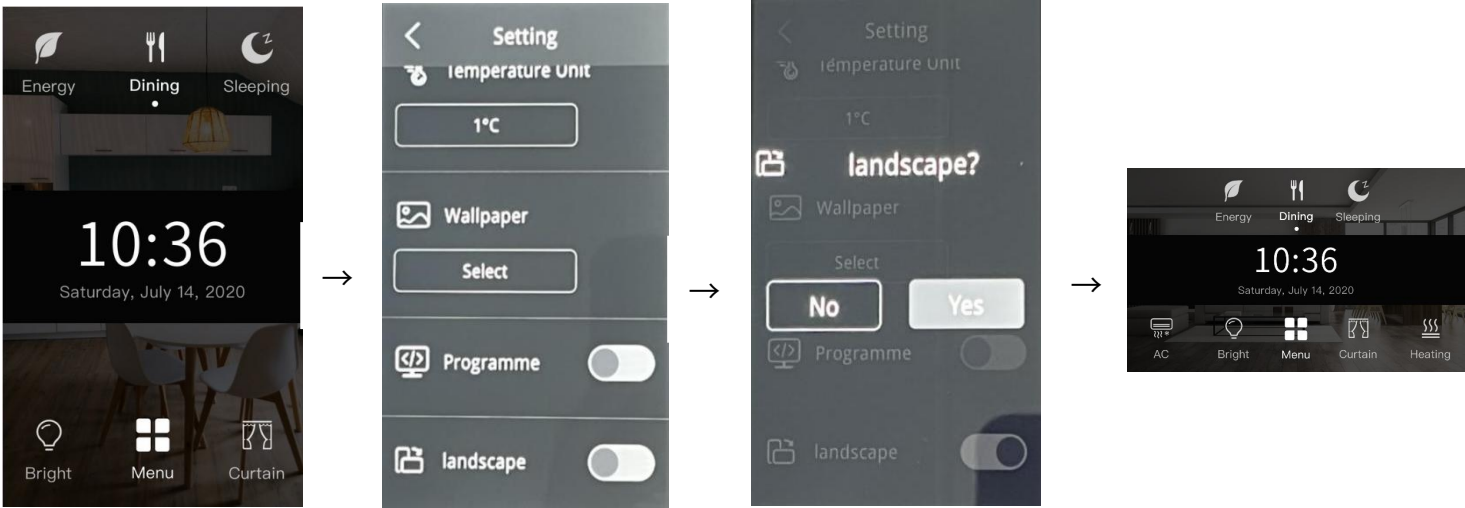 Energy Dining Sleeping
10:36
Saturday, July 14, 2020
Bright Menu Curtain
→
Setting
Temperature Unit
1°C
Wallpaper
Select
Programme
landscape
→
Setting
Temperature Unit
1°C
landscape?
Wallpaper
Select
No Yes
Programme
landscape
→
Energy Dining Sleeping
10:36
Saturday, July 14, 2020
AC Bright Menu Curtain Heating